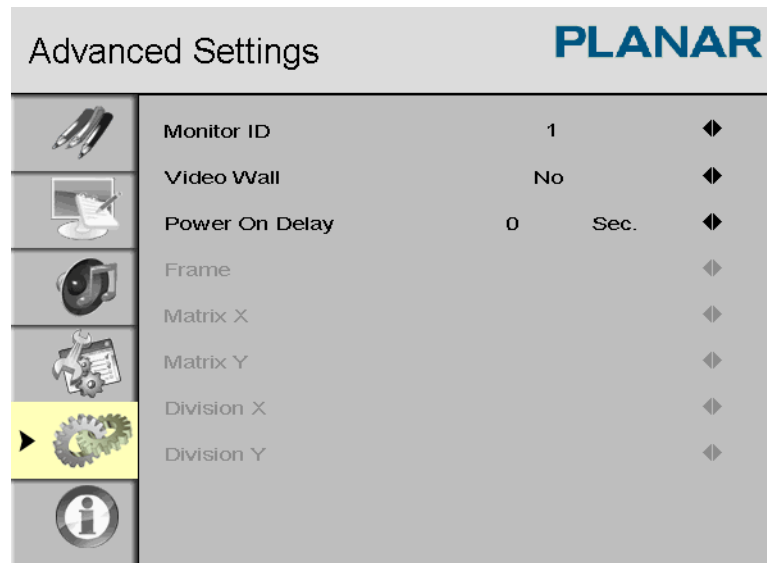 Advanced Settings
PLANAR
Monitor ID 1
Video Wall No
Power On Delay 0 Sec.
Frame
Matrix X
Matrix Y
Division X
Division Y